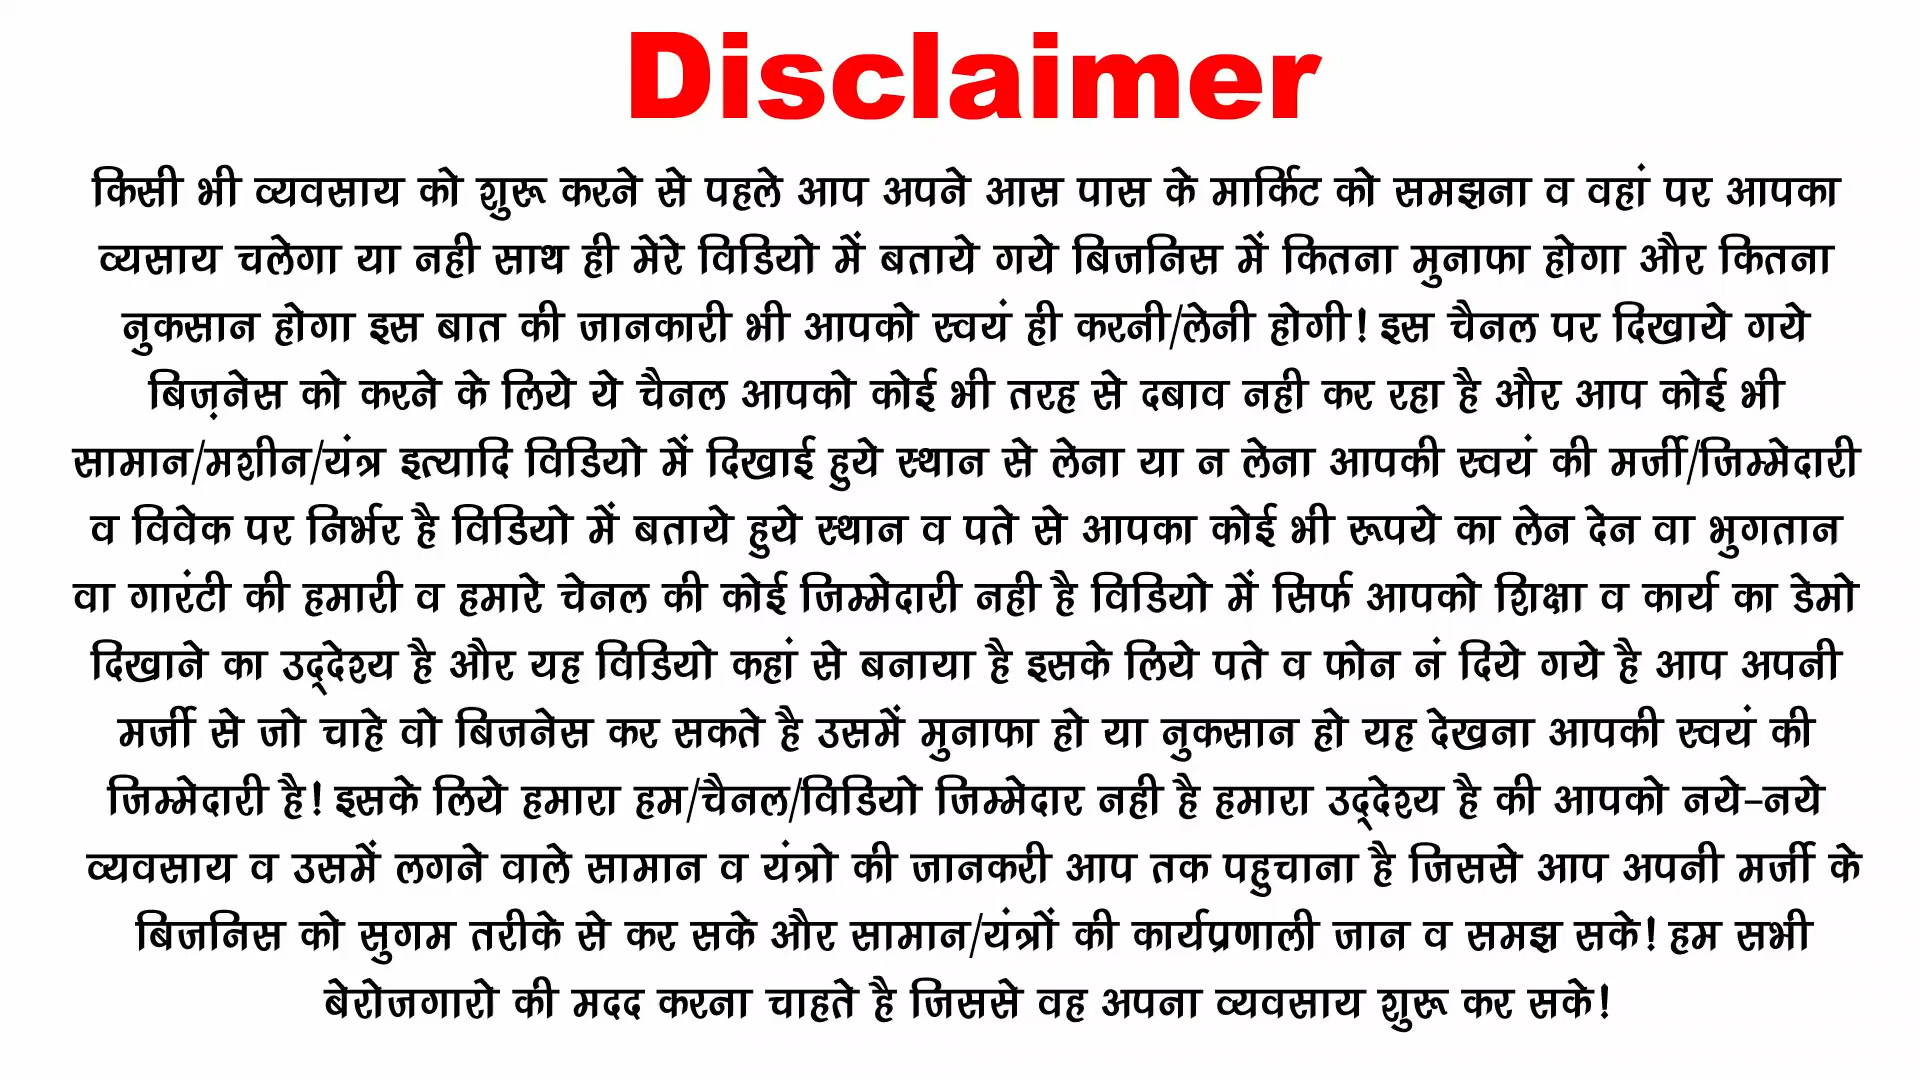 Disclaimer
किसी भी व्यवसाय को शुरू करने से पहले आप अपने आस पास के मार्किट को समझना व वहां पर आपका
व्यसाय चलेगा या नही साथ ही मेरे विडियो में बताये गये बिजनिस में कितना मुनाफा होगा और कितना
नुकसान होगा इस बात की जानकारी भी आपको स्वयं ही करनी/लेनी होगी! इस चैनल पर दिखाये गये
बिज़नेस को करने के लिये ये चैनल आपको कोई भी तरह से दबाव नही कर रहा है और आप कोई भी
सामान/मशीन/यंत्र इत्यादि विडियो में दिखाई हुये स्थान से लेना या न लेना आपकी स्वयं की मर्जी/जिम्मेदारी
व विवेक पर निर्भर है विडियो में बताये हुये स्थान व पते से आपका कोई भी रूपये का लेन देन वा भुगतान
वा गारंटी की हमारी व हमारे चेनल की कोई जिम्मेदारी नही है विडियो में सिर्फ आपको शिक्षा व कार्य का डेमो
दिखाने का उद्देश्य है और यह विडियो कहां से बनाया है इसके लिये पते व फोन नं दिये गये है आप अपनी
मर्जी से जो चाहे वो बिजनेस कर सकते है उसमें मुनाफा हो या नुकसान हो यह देखना आपकी स्वयं की
जिम्मेदारी है! इसके लिये हमारा हम/चैनल/विडियो जिम्मेदार नही है हमारा उद्देश्य है की आपको नये-नये
व्यवसाय व उसमें लगने वाले सामान व यंत्रो की जानकरी आप तक पहुचाना है जिससे आप अपनी मर्जी के
बिजनिस को सुगम तरीके से कर सके और सामान/यंत्रों की कार्यप्रणाली जान व समझ सके! हम सभी
बेरोजगारो की मदद करना चाहते है जिससे वह अपना व्यवसाय शुरू कर सके!